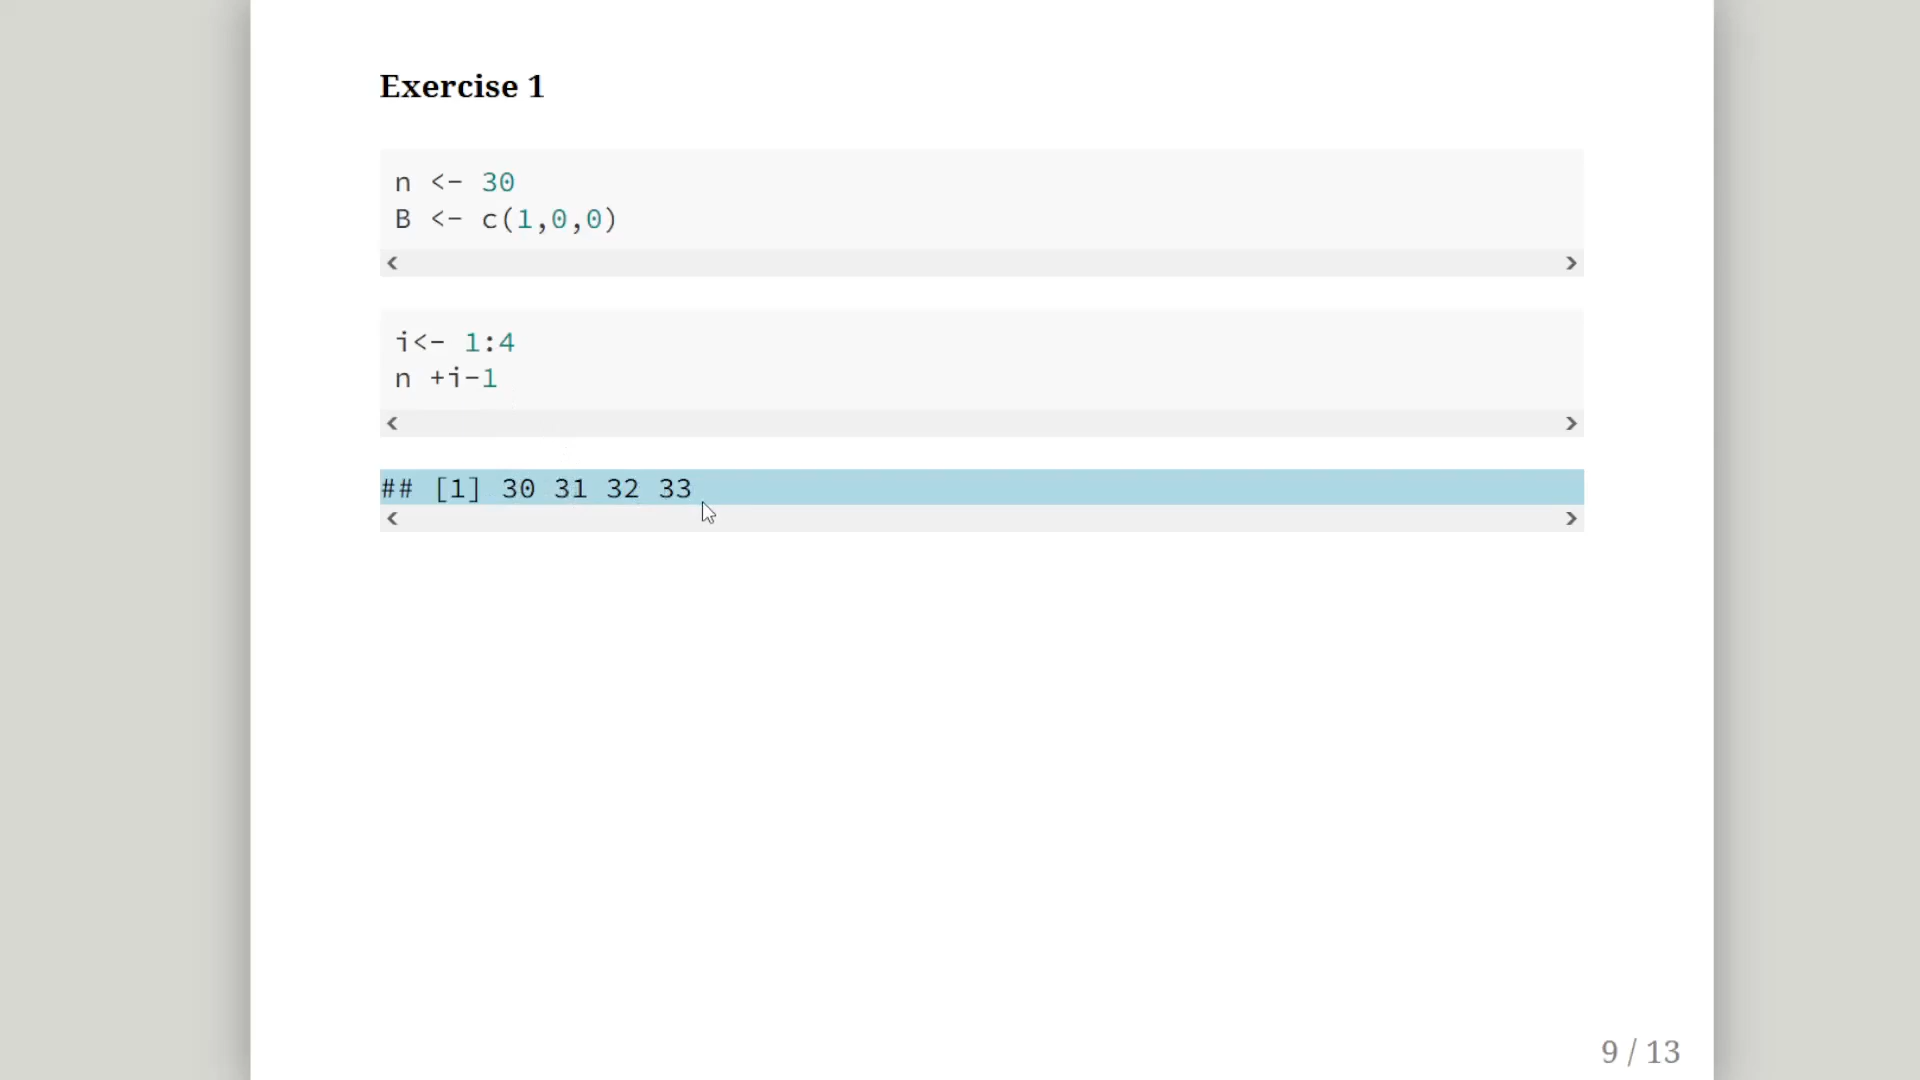 Exercise 1
n <- 30
B <- c(1,0,0)
i<- 1:4
n +i-1
## [1] 30 31 32 33
9 / 13